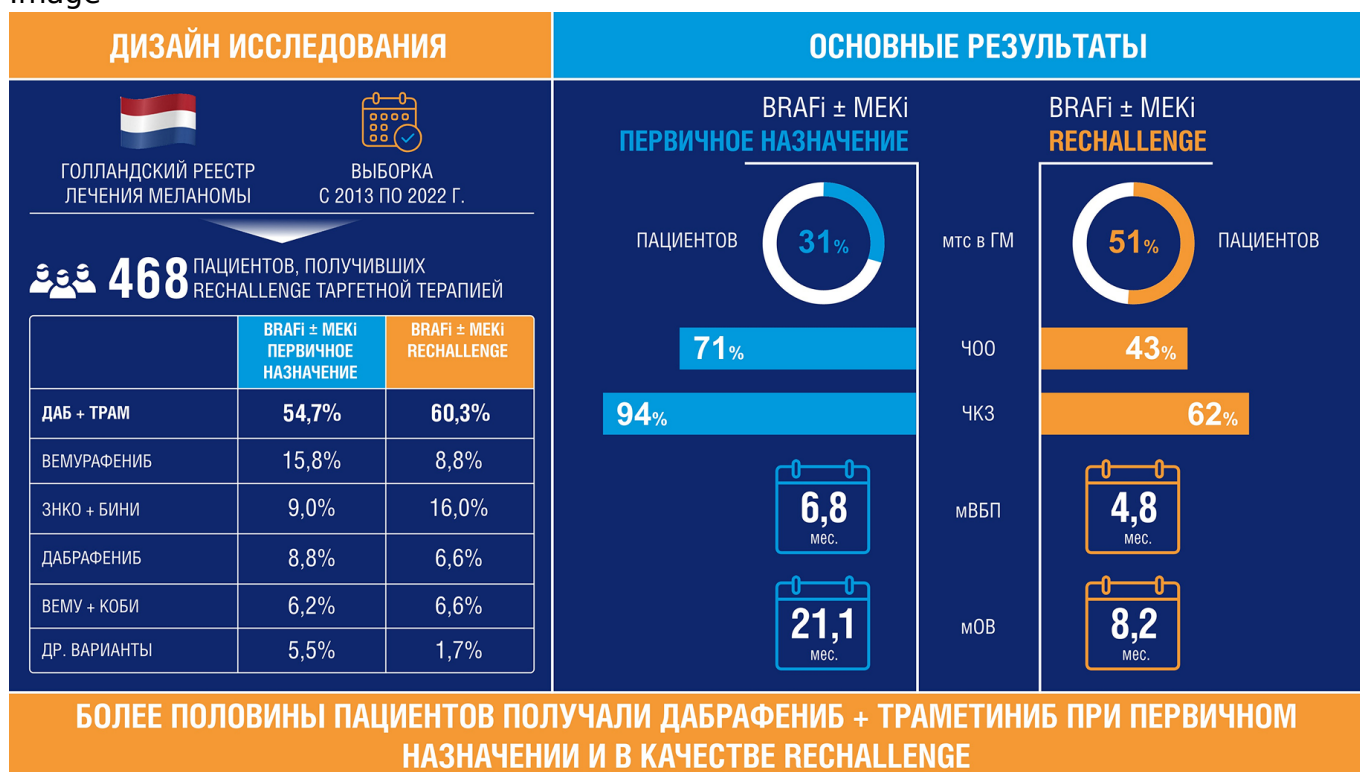 image
ДИЗАЙН ИССЛЕДОВАНИЯ
ГОЛЛАНДСКИЙ РЕЕСТР
ЛЕЧЕНИЯ МЕЛАНОМЫ
ВЫБОРКА
С 2013 ПО 2022 Г.
468 ПАЦИЕНТОВ, ПОЛУЧИВШИХ
RECHALLENGE ТАРГЕТНОЙ ТЕРАПИЕЙ
BRAFi ± MEKi
ПЕРВИЧНОЕ
НАЗНАЧЕНИЕ
BRAFi ± MEKi
RECHALLENGE
ДАБ + ТРАМ 54,7% 60,3%
ВЕМУРАФЕНИБ 15,8% 8,8%
ЗНКО + БИНИ 9,0% 16,0%
ДАБРАФЕНИБ 8,8% 6,6%
ВЕМУ + КОБИ 6,2% 6,6%
ДР. ВАРИАНТЫ 5,5% 1,7%
ОСНОВНЫЕ РЕЗУЛЬТАТЫ
BRAFi ± MEKi
ПЕРВИЧНОЕ НАЗНАЧЕНИЕ
BRAFi ± MEKi
RECHALLENGE
ПАЦИЕНТОВ 31% мтс в ГМ 51% ПАЦИЕНТОВ
71% ЧОО 43%
94% ЧКЗ 62%
6,8 мес. мВБП 4,8 мес.
21,1 мес. мОВ 8,2 мес.
БОЛЕЕ ПОЛОВИНЫ ПАЦИЕНТОВ ПОЛУЧАЛИ ДАБРАФЕНИБ + ТРАМЕТИНИБ ПРИ ПЕРВИЧНОМ
НАЗНАЧЕНИИ И В КАЧЕСТВЕ RECHALLENGE